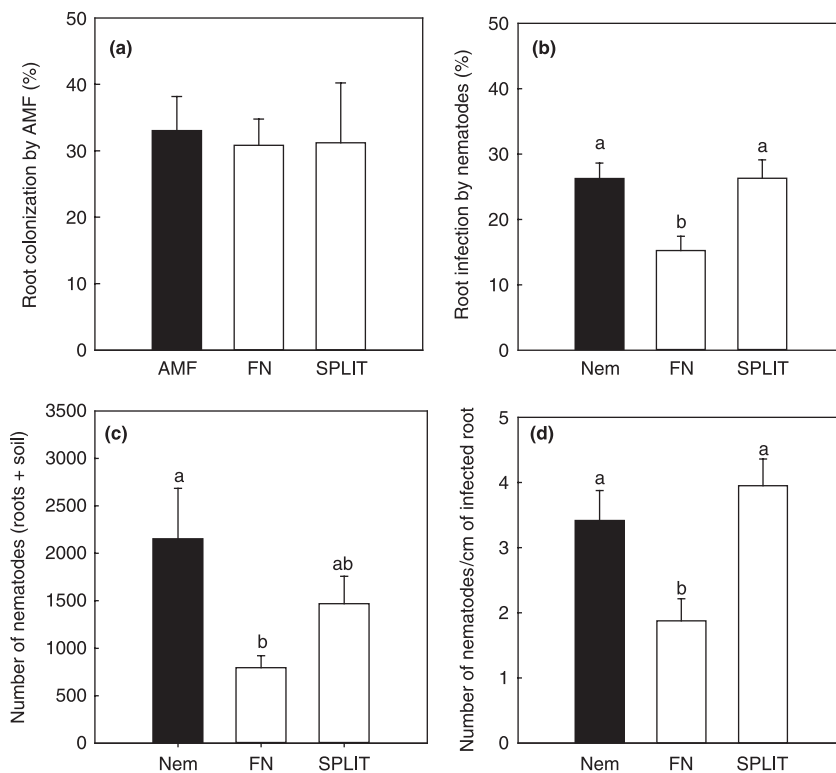 (a)
Root colonization by AMF (%)
50
40
30
20
10
0
AMF FN SPLIT
(b)
Root infection by nematodes (%)
50
40
30
20
10
0
a
b
a
Nem FN SPLIT
(c)
Number of nematodes (roots + soil)
3500
3000
2500
2000
1500
1000
500
0
a
b
ab
Nem FN SPLIT
(d)
Number of nematodes/cm of infected root
5
4
3
2
1
0
a
b
a
Nem FN SPLIT